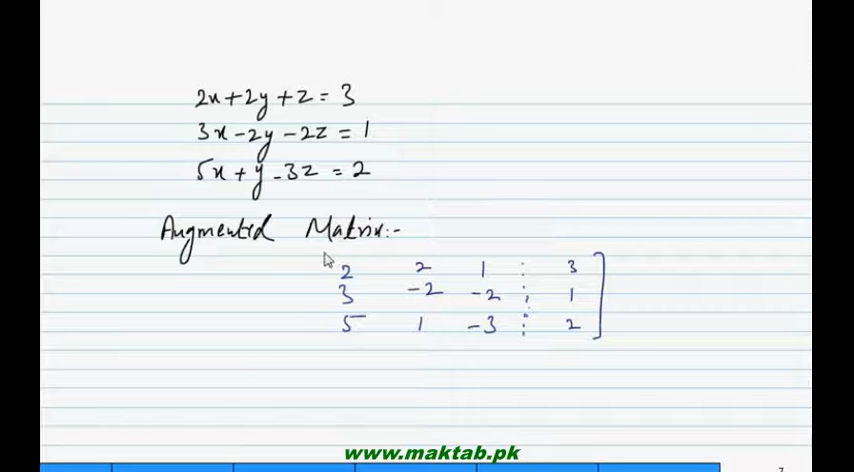 2x+2y+z=3
3x-2y-2z=1
5x+y-3z=2
Augmented Matrix:-
2 2 1 : 3
3 -2 -2 : 1
5 1 -3 : 2
www.maktab.pk
7